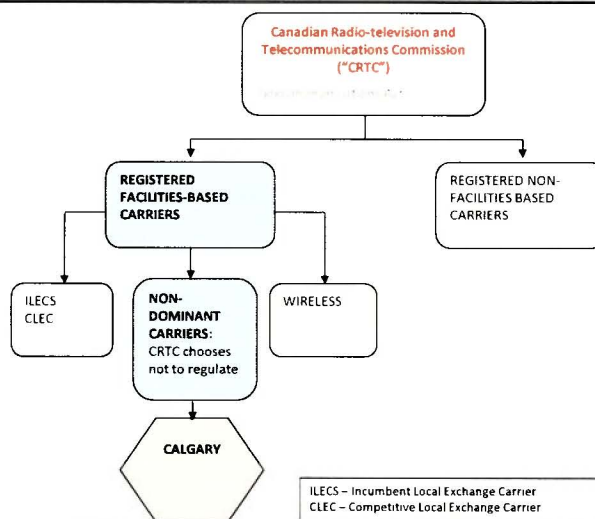 Canadian Radio-television and
Telecommunications Commission
("CRTC")
REGISTERED
FACILITIES-BASED
CARRIERS
REGISTERED NON-
FACILITIES BASED
CARRIERS
ILECS
CLEC
NON-
DOMINANT
CARRIERS:
CRTC chooses
not to regulate
WIRELESS
CALGARY
ILECS – Incumbent Local Exchange Carrier
CLEC – Competitive Local Exchange Carrier